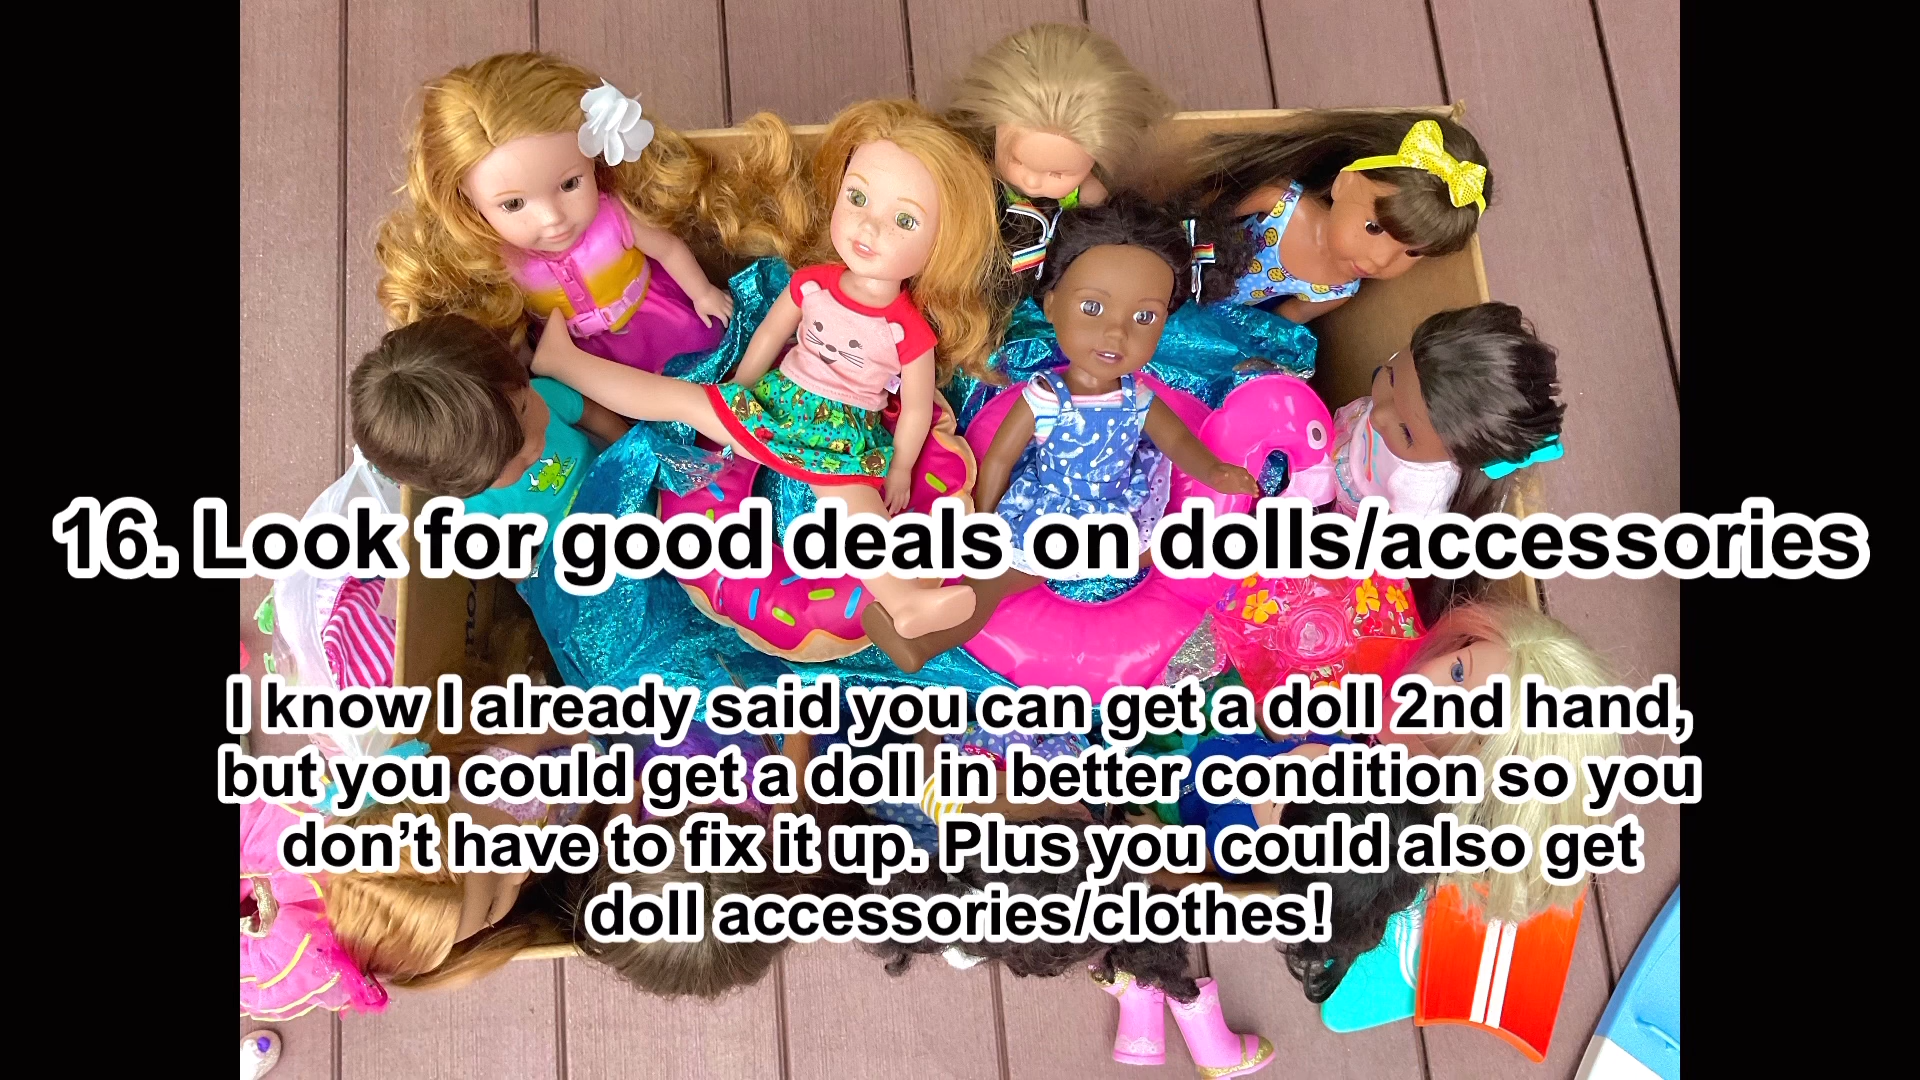 16. Look for good deals on dolls/accessories
I know I already said you can get a doll 2nd hand,
but you could get a doll in better condition so you
don’t have to fix it up. Plus you could also get
doll accessories/clothes!